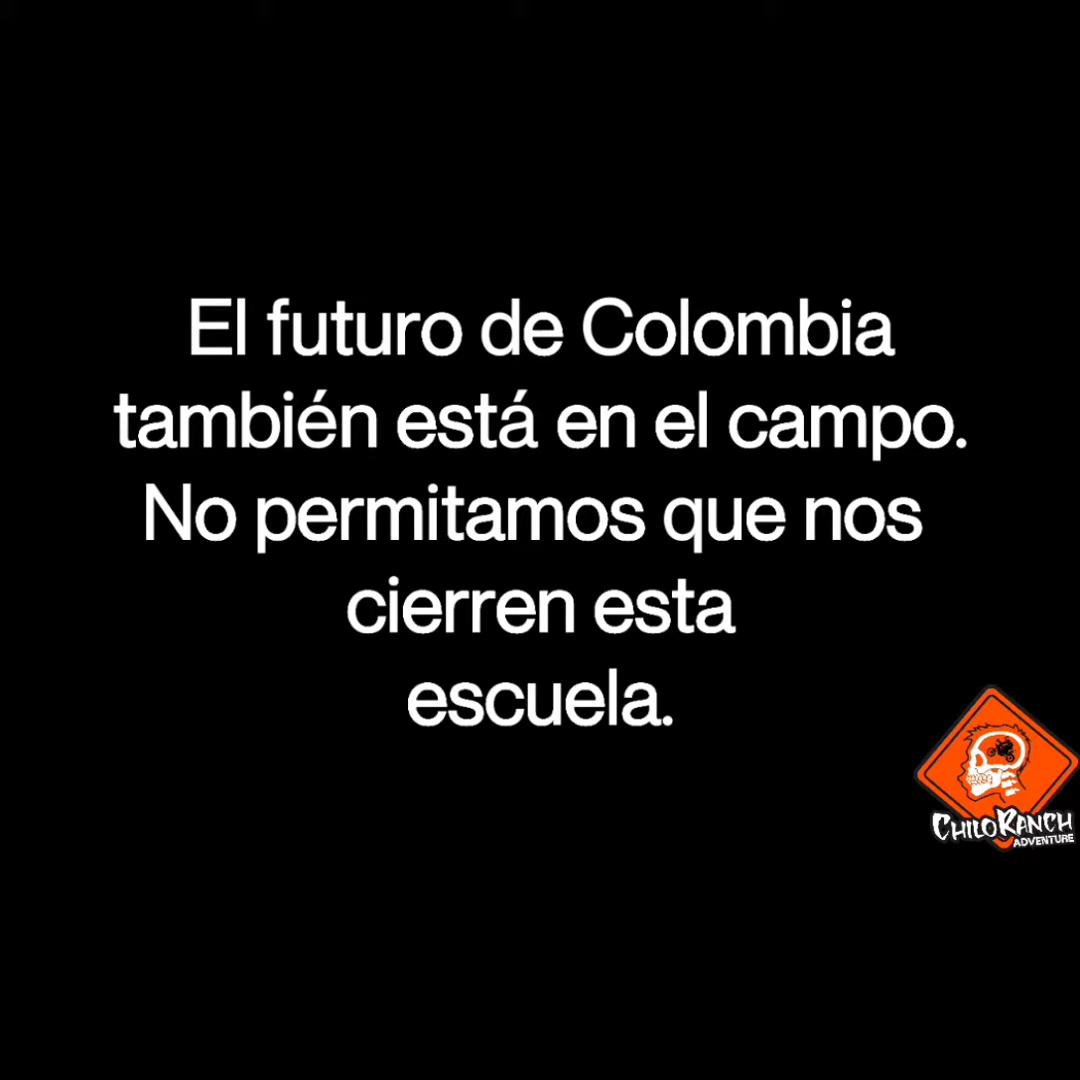 El futuro de Colombia
también está en el campo.
No permitamos que nos
cierren esta
escuela.
CHILORANCH
ADVENTURE